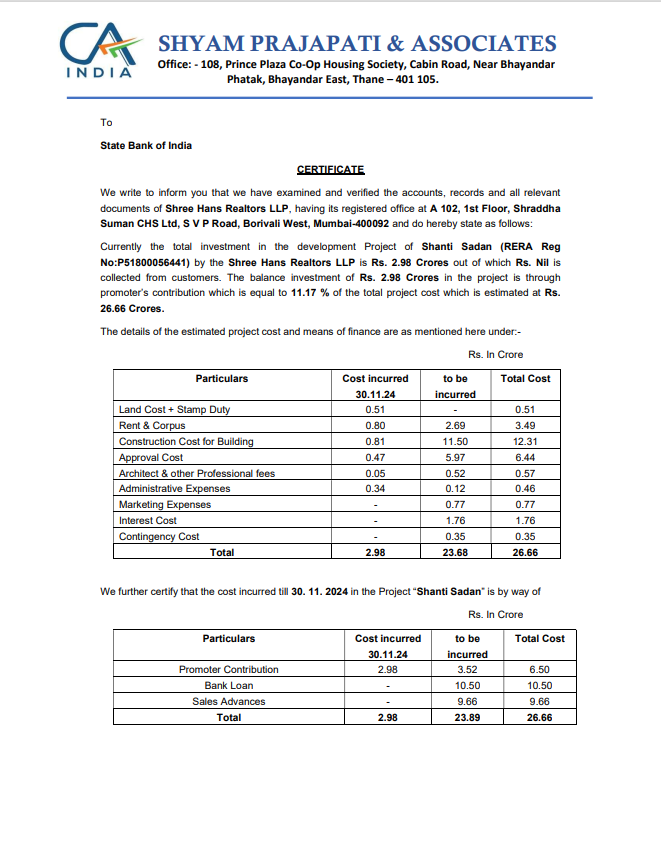 CA
INDIA
SHYAM PRAJAPATI & ASSOCIATES
Office: - 108, Prince Plaza Co-Op Housing Society, Cabin Road, Near Bhayandar
Phatak, Bhayandar East, Thane – 401 105.
To
State Bank of India
CERTIFICATE
We write to inform you that we have examined and verified the accounts, records and all relevant
documents of Shree Hans Realtors LLP, having its registered office at A 102, 1st Floor, Shraddha
Suman CHS Ltd, S V P Road, Borivali West, Mumbai-400092 and do hereby state as follows:
Currently the total investment in the development Project of Shanti Sadan (RERA Reg
No:P51800056441) by the Shree Hans Realtors LLP is Rs. 2.98 Crores out of which Rs. Nil is
collected from customers. The balance investment of Rs. 2.98 Crores in the project is through
promoter's contribution which is equal to 11.17 % of the total project cost which is estimated at Rs.
26.66 Crores.
The details of the estimated project cost and means of finance are as mentioned here under:-
Rs. In Crore
Particulars Cost incurred to be Total Cost
30.11.24 incurred
Land Cost + Stamp Duty 0.51 - 0.51
Rent & Corpus 0.80 2.69 3.49
Construction Cost for Building 0.81 11.50 12.31
Approval Cost 0.47 5.97 6.44
Architect & other Professional fees 0.05 0.52 0.57
Administrative Expenses 0.34 0.12 0.46
Marketing Expenses - 0.77 0.77
Interest Cost - 1.76 1.76
Contingency Cost - 0.35 0.35
Total 2.98 23.68 26.66
We further certify that the cost incurred till 30. 11. 2024 in the Project “Shanti Sadan” is by way of
Rs. In Crore
Particulars Cost incurred to be Total Cost
30.11.24 incurred
Promoter Contribution 2.98 3.52 6.50
Bank Loan - 10.50 10.50
Sales Advances - 9.66 9.66
Total 2.98 23.89 26.66